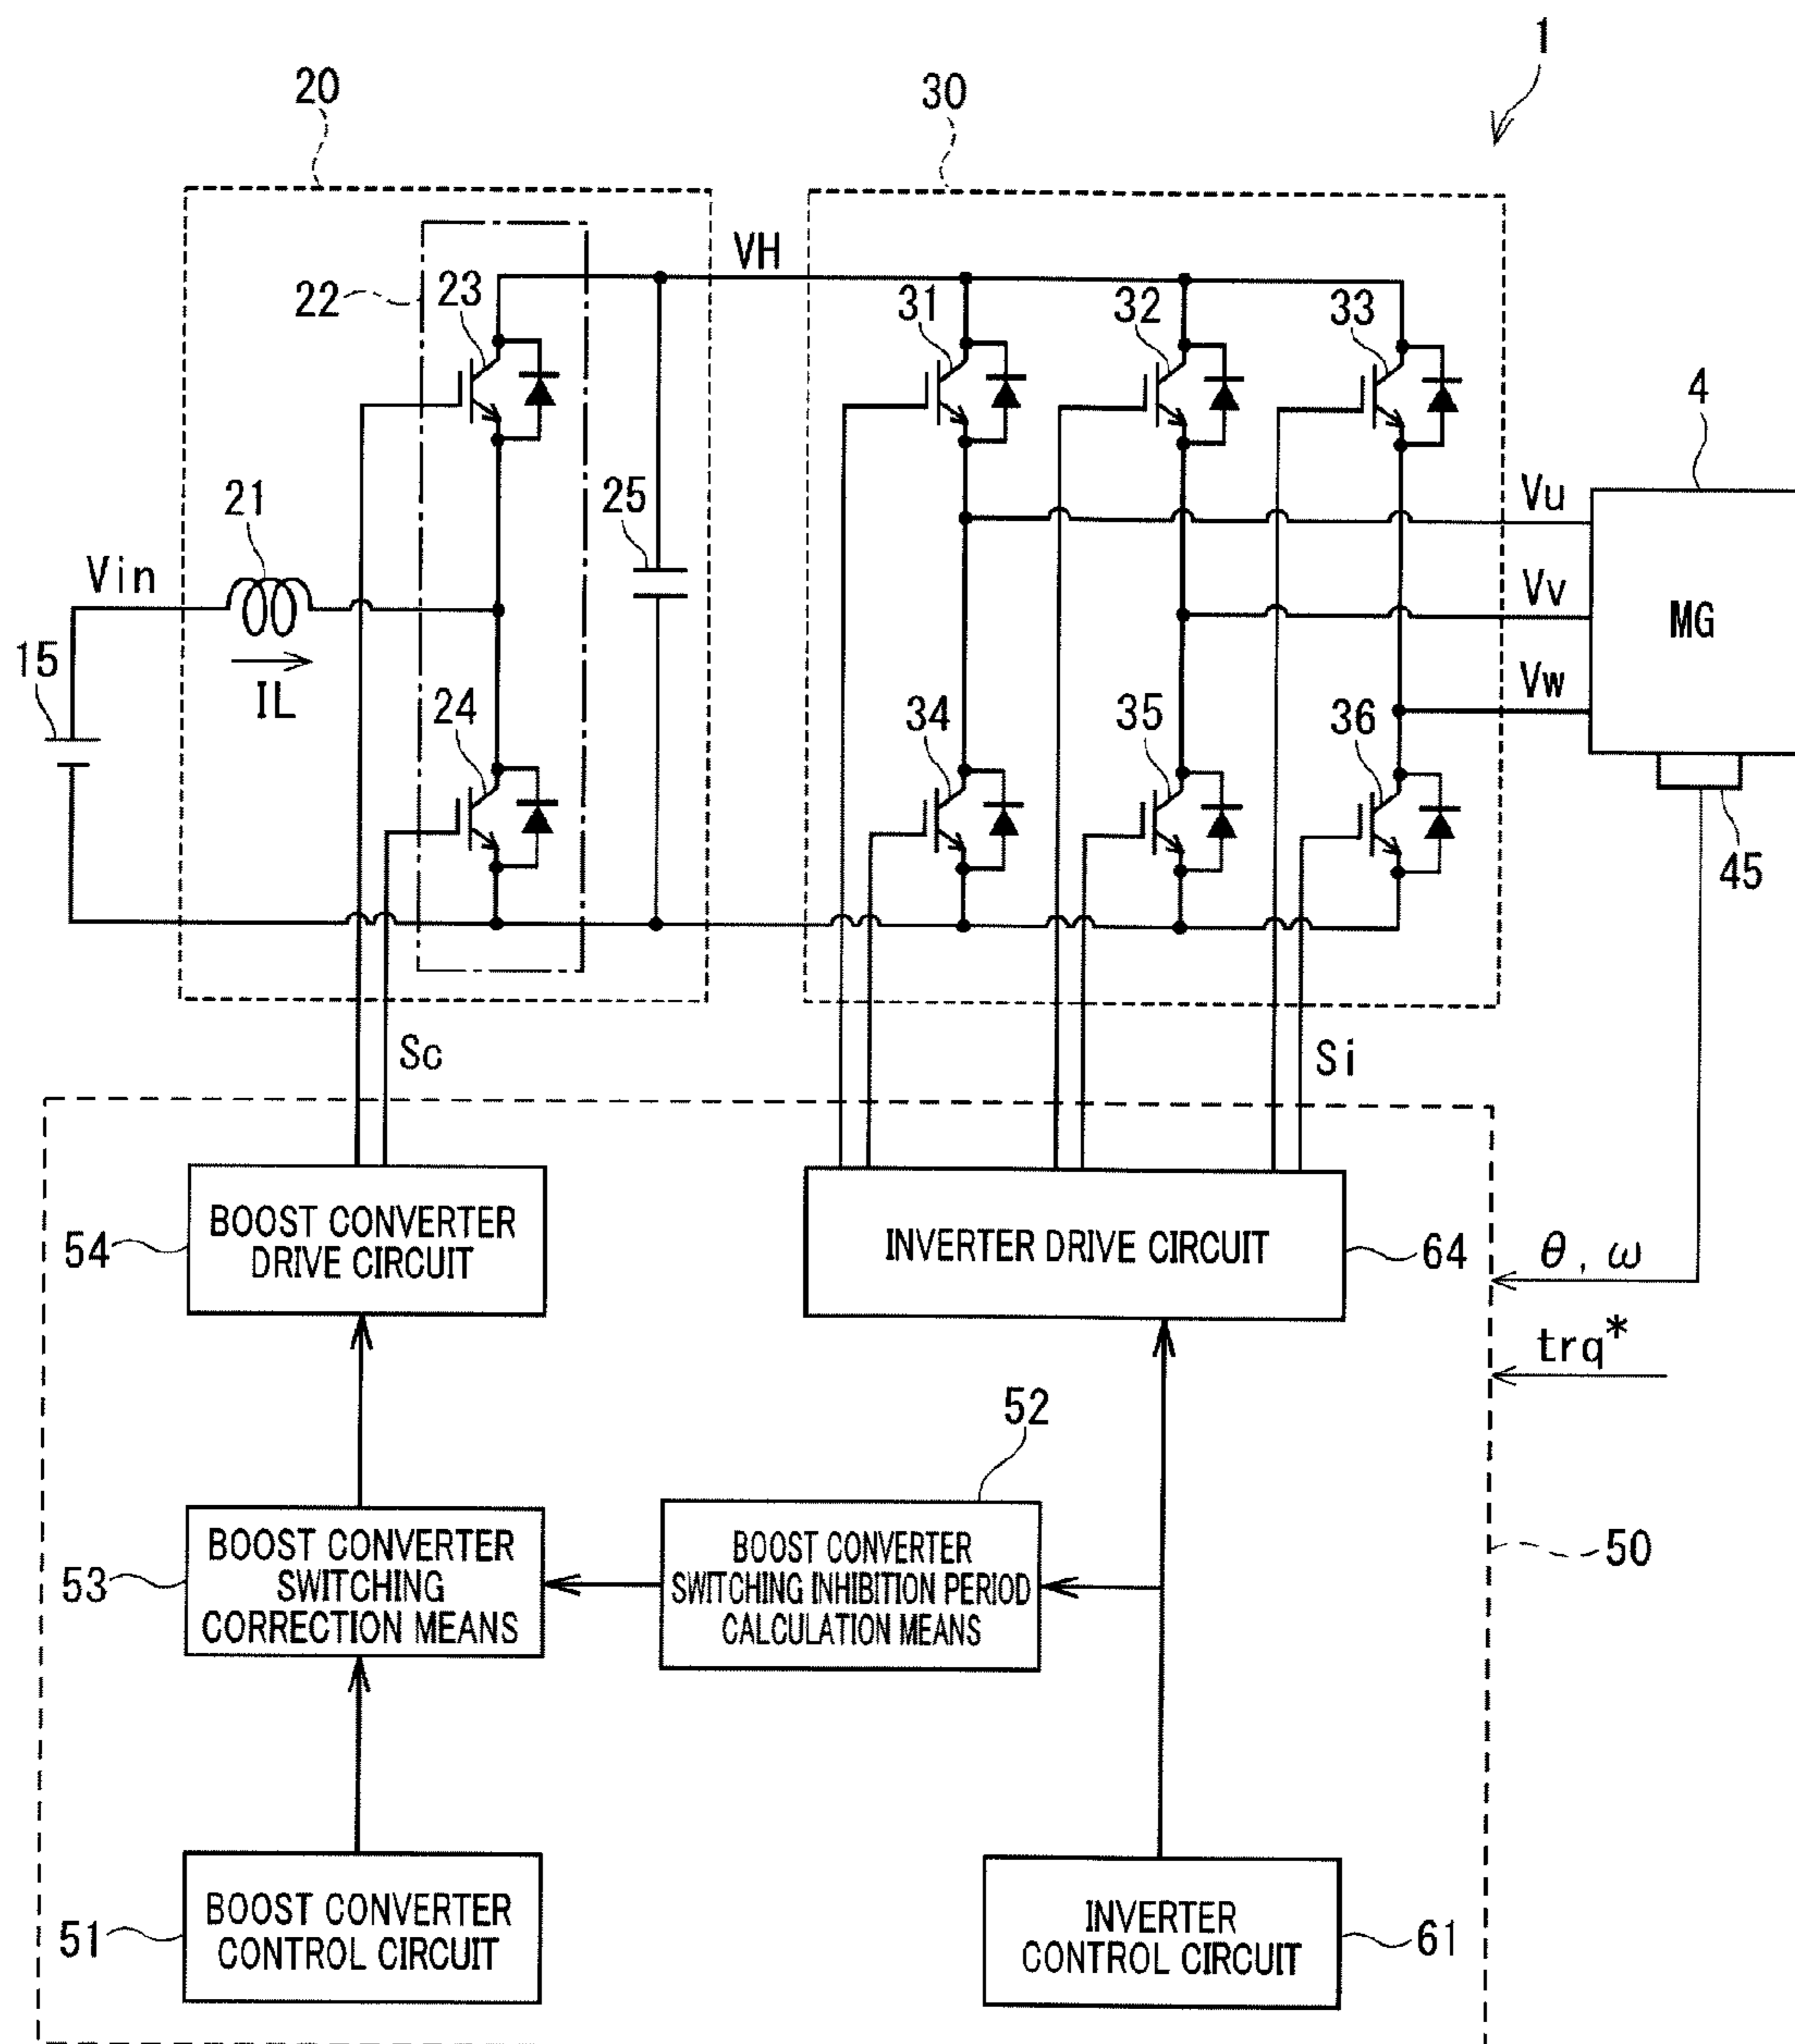 1
20
30
VH
22
23
31
32
33
4
21
25
Vu
Vin
Vv
MG
15
IL
Vw
24
34
35
36
45
Sc
Si
54
BOOST CONVERTER
DRIVE CIRCUIT
INVERTER DRIVE CIRCUIT
64
θ, ω
trq*
52
53
BOOST CONVERTER
SWITCHING
CORRECTION MEANS
BOOST CONVERTER
SWITCHING INHIBITION PERIOD
CALCULATION MEANS
50
51
BOOST CONVERTER
CONTROL CIRCUIT
INVERTER
CONTROL CIRCUIT
61